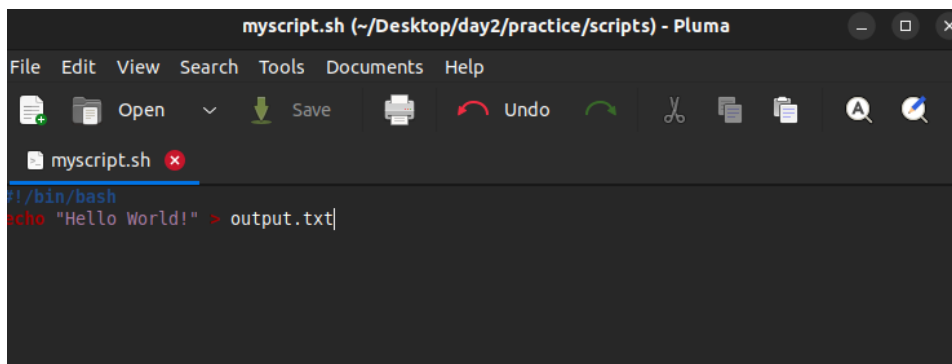 myscript.sh (~/Desktop/day2/practice/scripts) - Pluma
File Edit View Search Tools Documents Help
Open Save Undo
myscript.sh
#!/bin/bash
echo "Hello World!" > output.txt